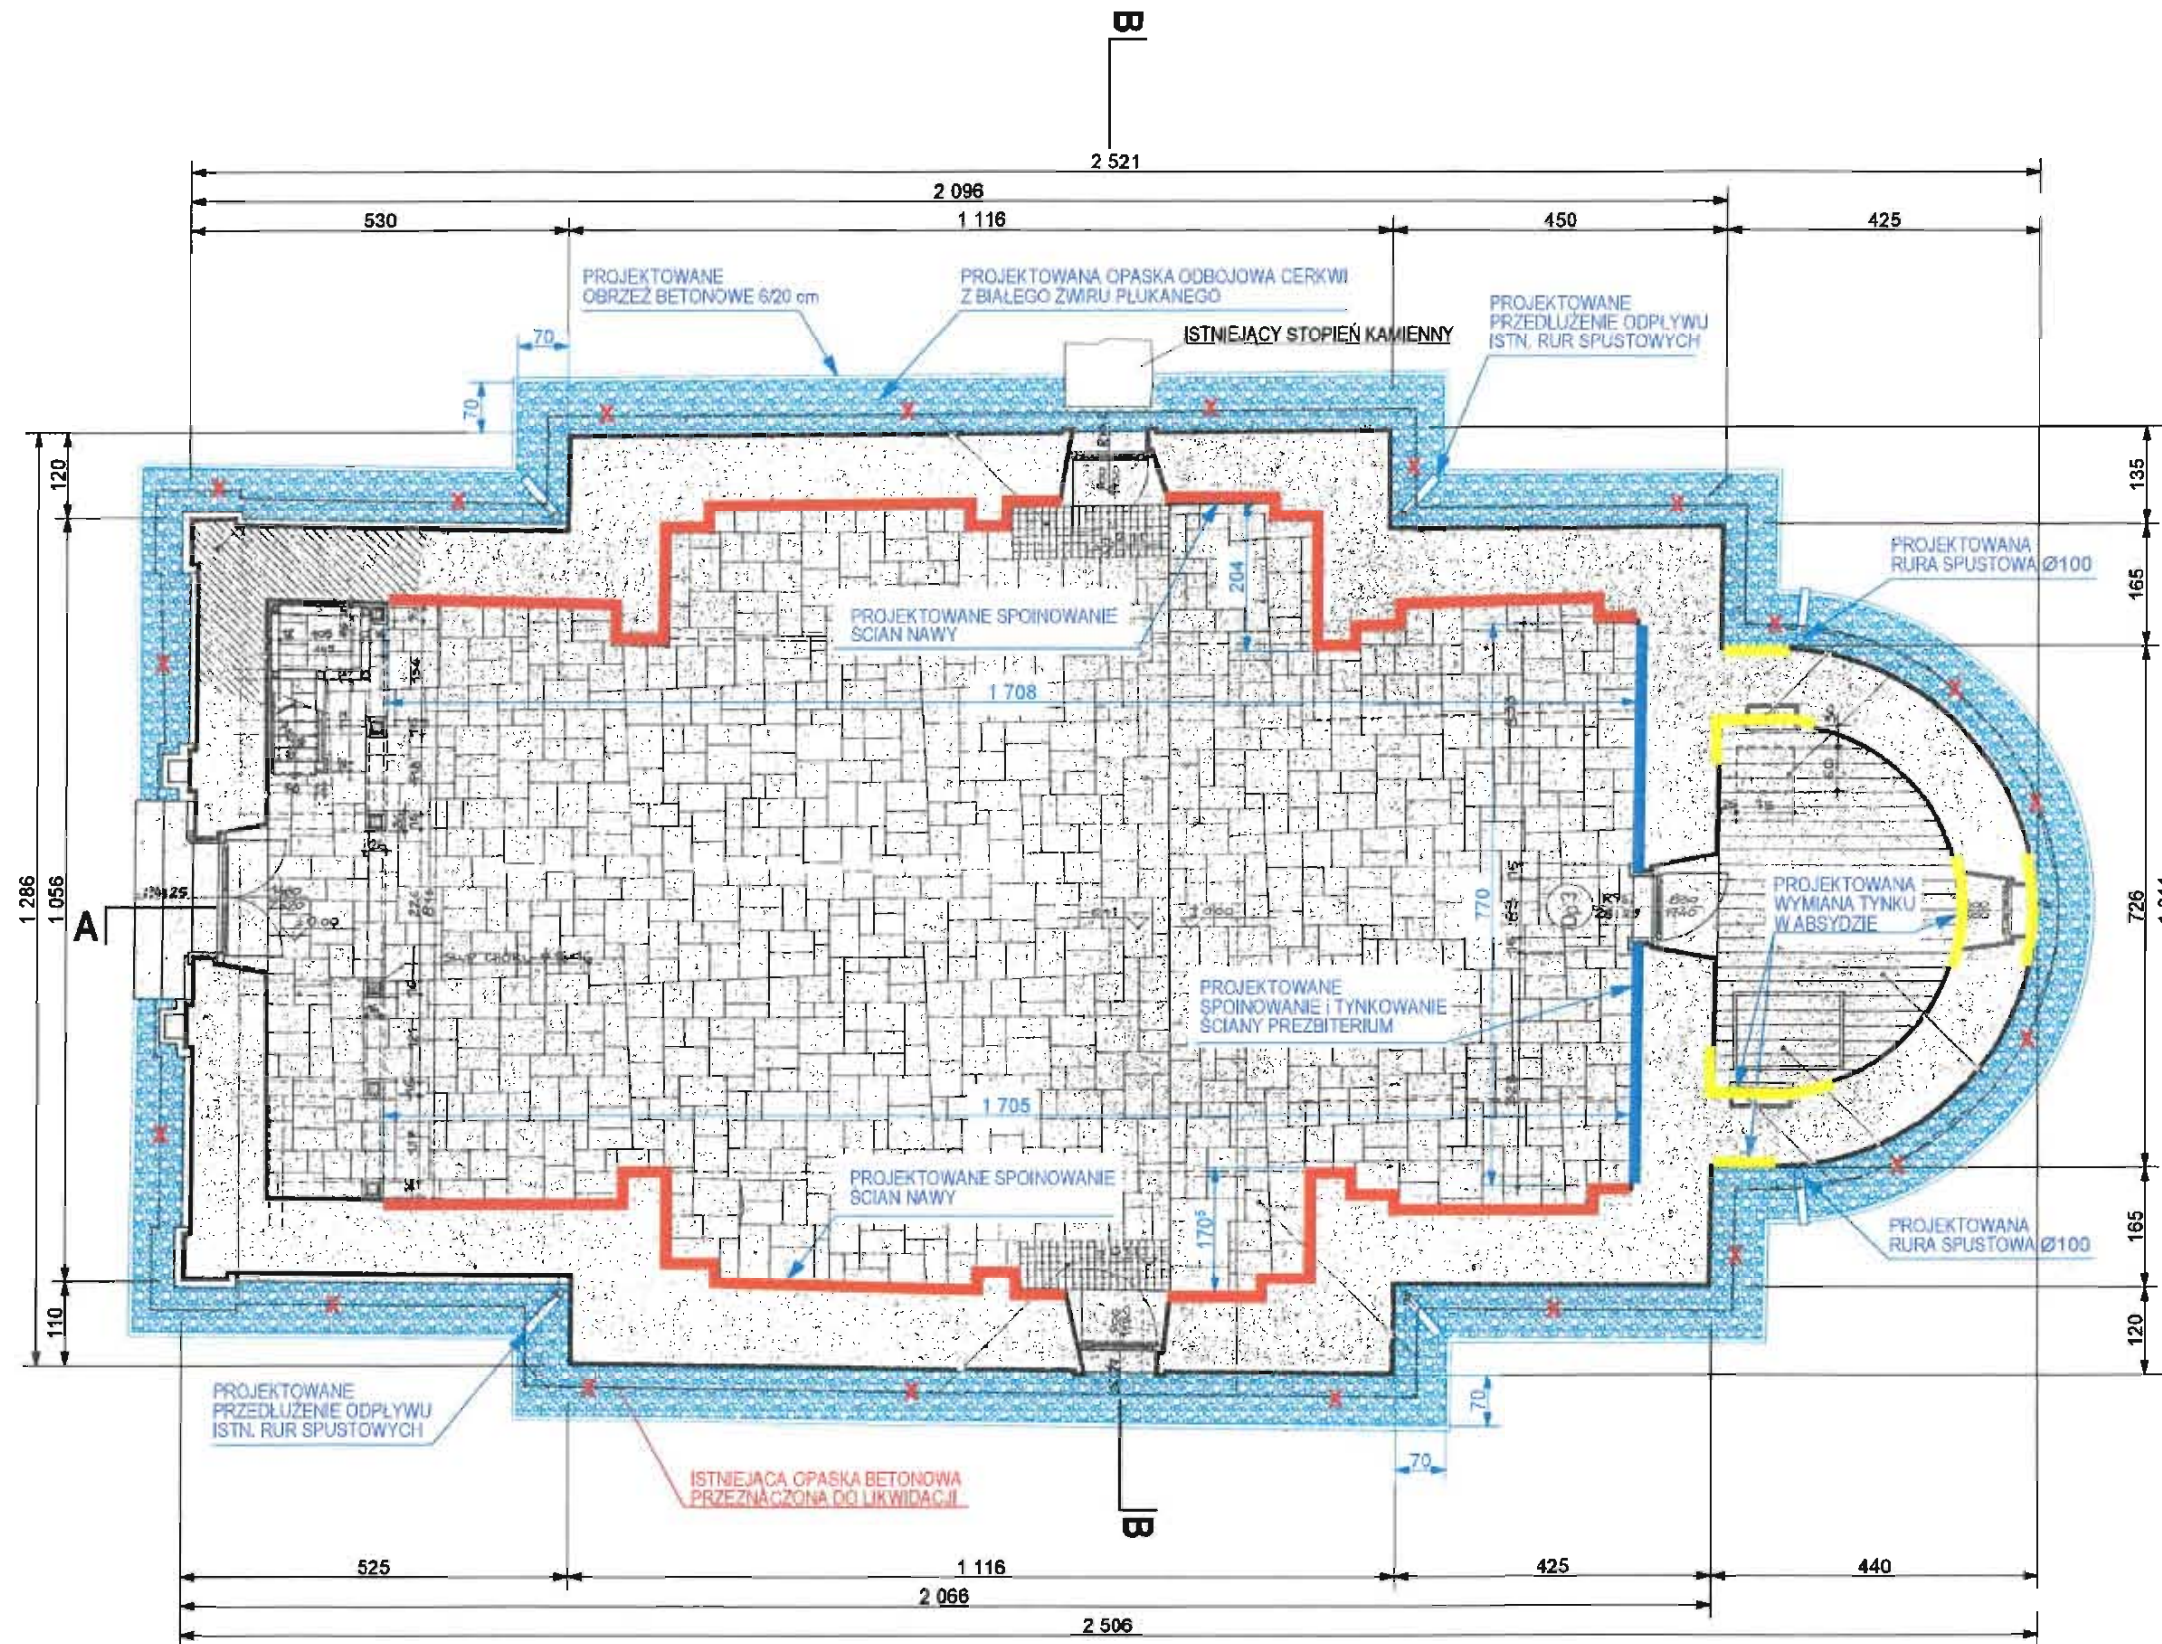 B
2 521
2 096
530
1 116
450
425
PROJEKTOWANE
OBRZEŻ BETONOWE 6/20 cm
PROJEKTOWANA OPASKA ODBOJOWA CERKWI
Z BIAŁEGO ŻWIRU PŁUKANEGO
PROJEKTOWANE
PRZEDŁUŻENIE ODPŁYWU
ISTN. RUR SPUSTOWYCH
ISTNIEJĄCY STOPIEŃ KAMIENNY
70
70
120
135
165
PROJEKTOWANA
RURA SPUSTOWA Ø100
204
PROJEKTOWANE SPOINOWANIE
ŚCIAN NAWY
1 708
1 286
1 056
A
770
726
PROJEKTOWANA
WYMIANA TYNKU
W ABSYDZIE
PROJEKTOWANE
SPOINOWANIE I TYNKOWANIE
ŚCIANY PREZBITERIUM
1 705
PROJEKTOWANE SPOINOWANIE
ŚCIAN NAWY
170⁵
165
PROJEKTOWANA
RURA SPUSTOWA Ø100
110
120
PROJEKTOWANE
PRZEDŁUŻENIE ODPŁYWU
ISTN. RUR SPUSTOWYCH
70
70
ISTNIEJĄCA OPASKA BETONOWA
PRZEZNACZONA DO LIKWIDACJI
B
525
1 116
425
440
2 066
2 506